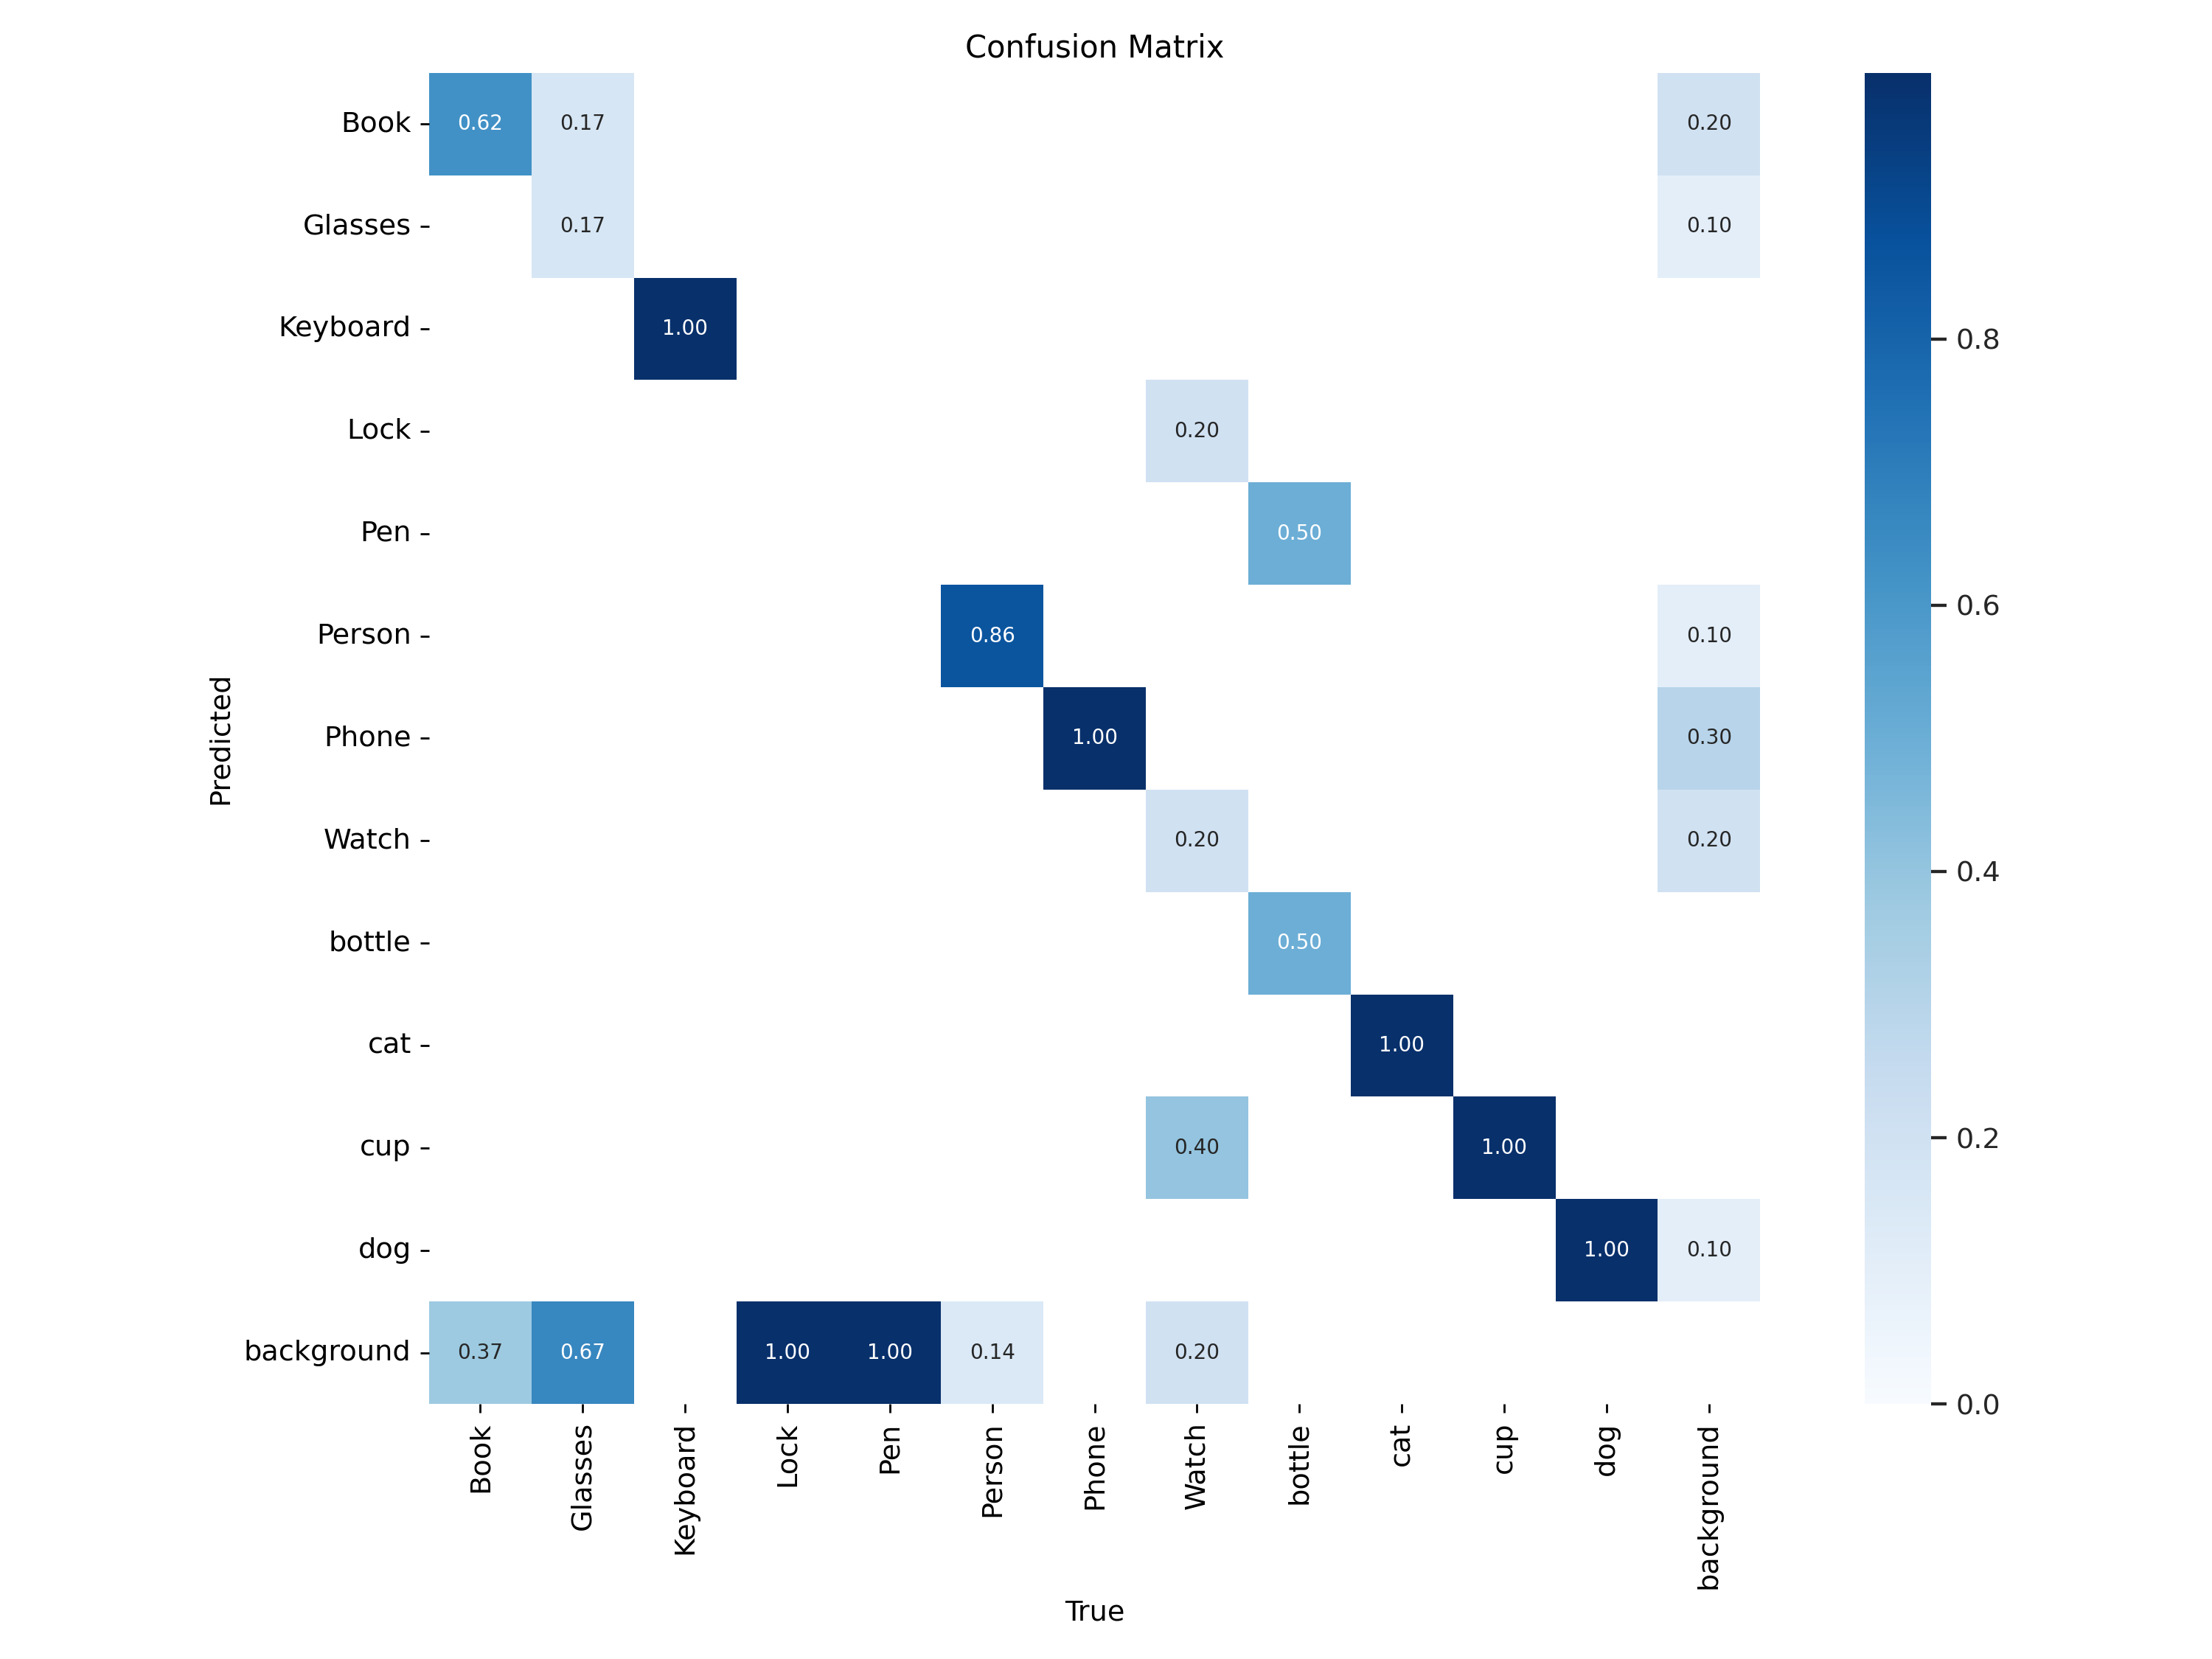 Confusion Matrix
Book 0.62 0.17 0.20
Glasses 0.17 0.10
Keyboard 1.00
Lock 0.20
Pen 0.50
Person 0.86 0.10
Phone 1.00 0.30
Watch 0.20 0.20
bottle 0.50
cat 1.00
cup 0.40 1.00
dog 1.00 0.10
background 0.37 0.67 1.00 1.00 0.14 0.20
Predicted
Book Glasses Keyboard Lock Pen Person Phone Watch bottle cat cup dog background
True
0.8
0.6
0.4
0.2
0.0